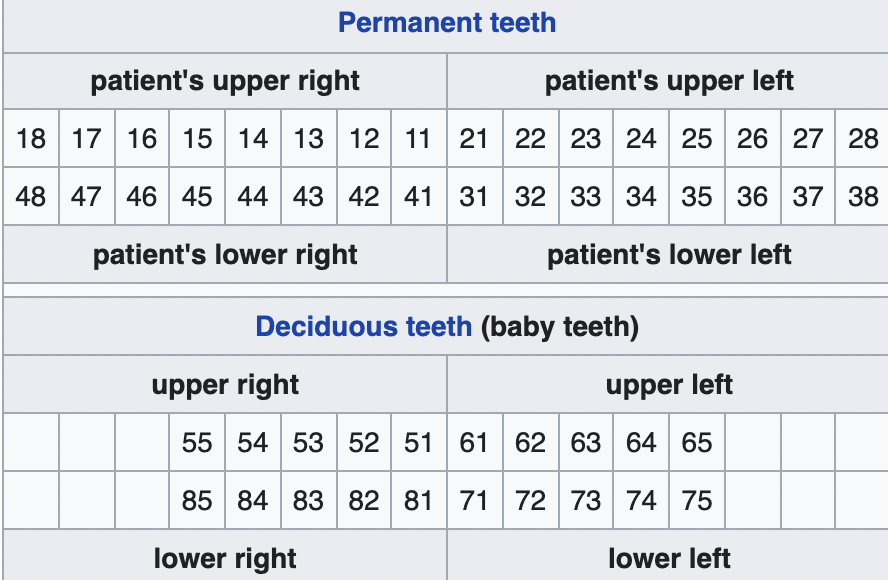 Permanent teeth
patient's upper right patient's upper left
18 17 16 15 14 13 12 11 21 22 23 24 25 26 27 28
48 47 46 45 44 43 42 41 31 32 33 34 35 36 37 38
patient's lower right patient's lower left
Deciduous teeth (baby teeth)
upper right upper left
55 54 53 52 51 61 62 63 64 65
85 84 83 82 81 71 72 73 74 75
lower right lower left